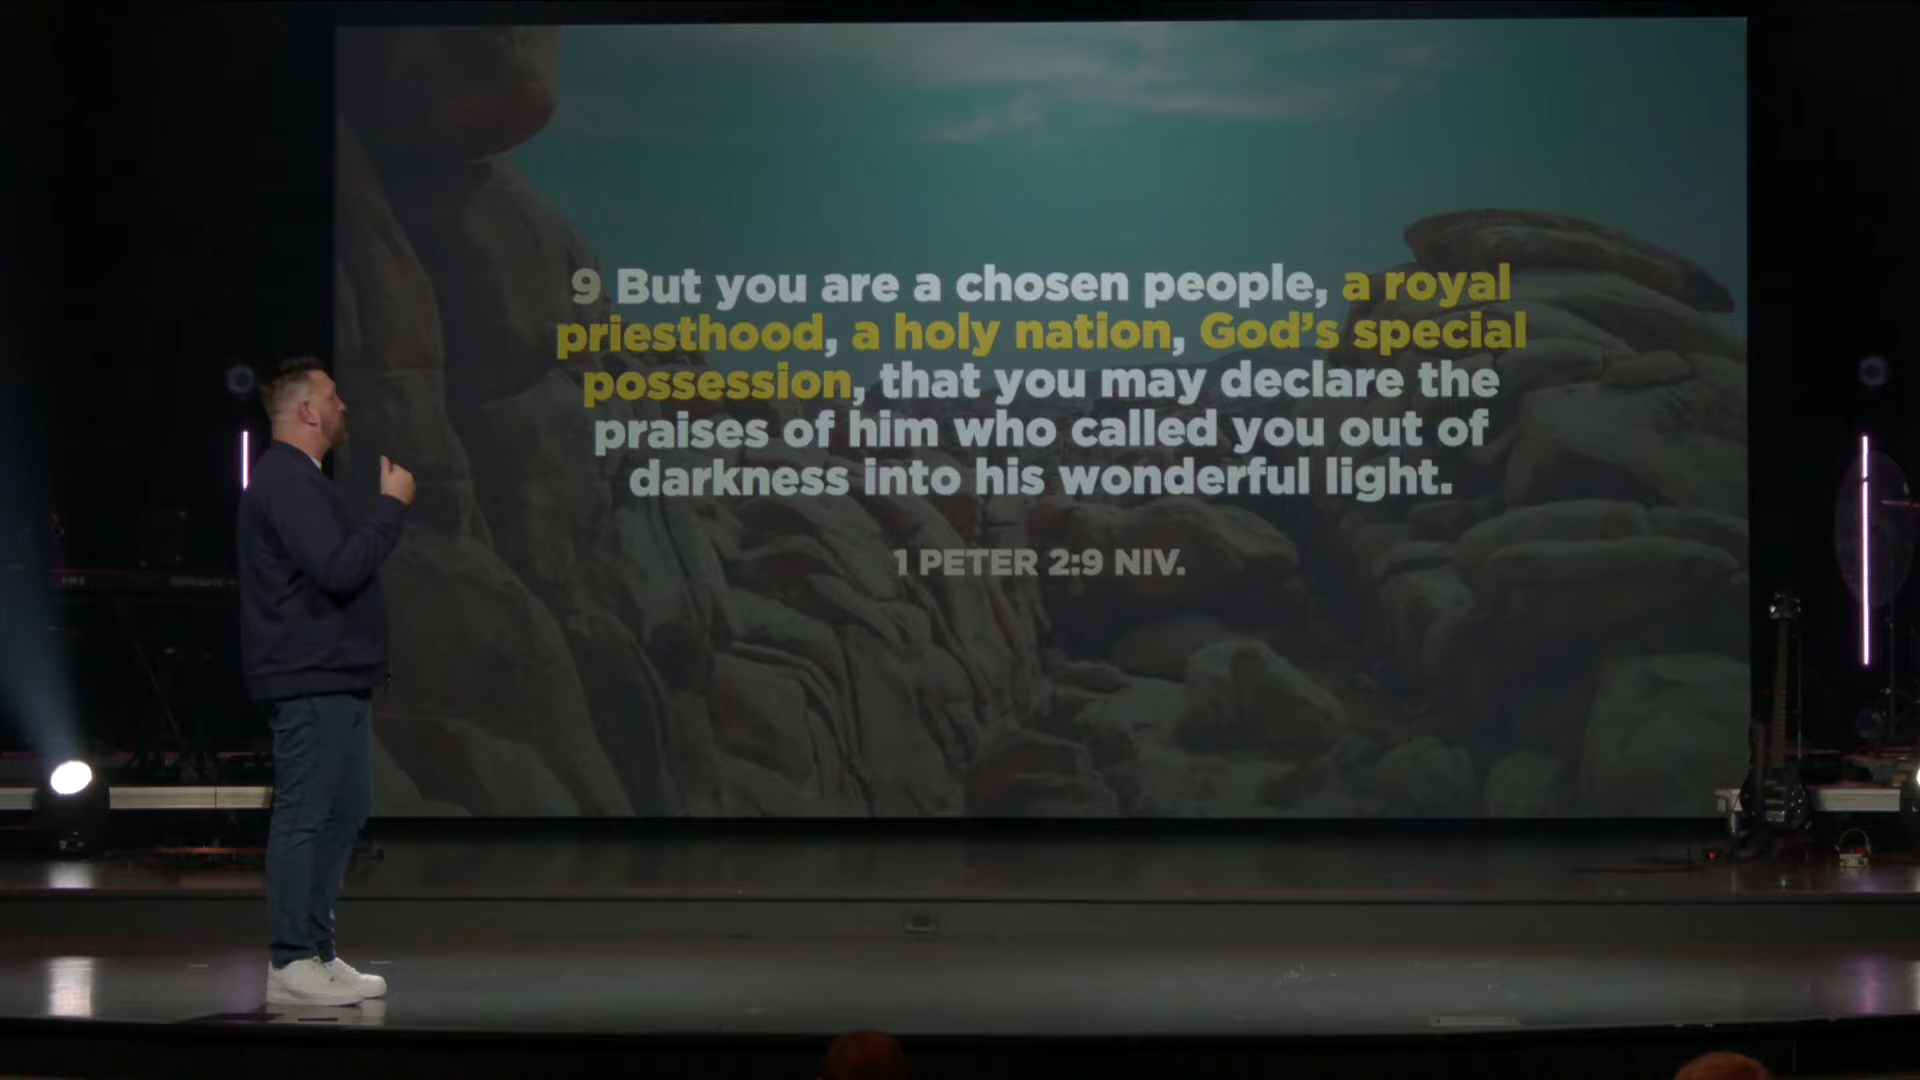 9 But you are a chosen people, a royal
priesthood, a holy nation, God’s special
possession, that you may declare the
praises of him who called you out of
darkness into his wonderful light.
1 PETER 2:9 NIV.